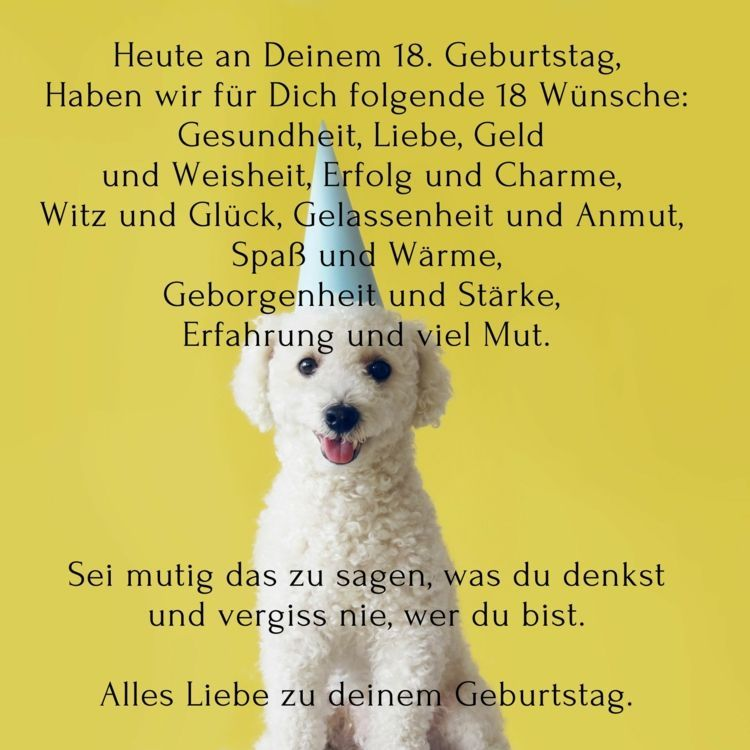 Heute an Deinem 18. Geburtstag,
Haben wir für Dich folgende 18 Wünsche:
Gesundheit, Liebe, Geld
und Weisheit, Erfolg und Charme,
Witz und Glück, Gelassenheit und Anmut,
Spaß und Wärme,
Geborgenheit und Stärke,
Erfahrung und viel Mut.
Sei mutig das zu sagen, was du denkst
und vergiss nie, wer du bist.
Alles Liebe zu deinem Geburtstag.